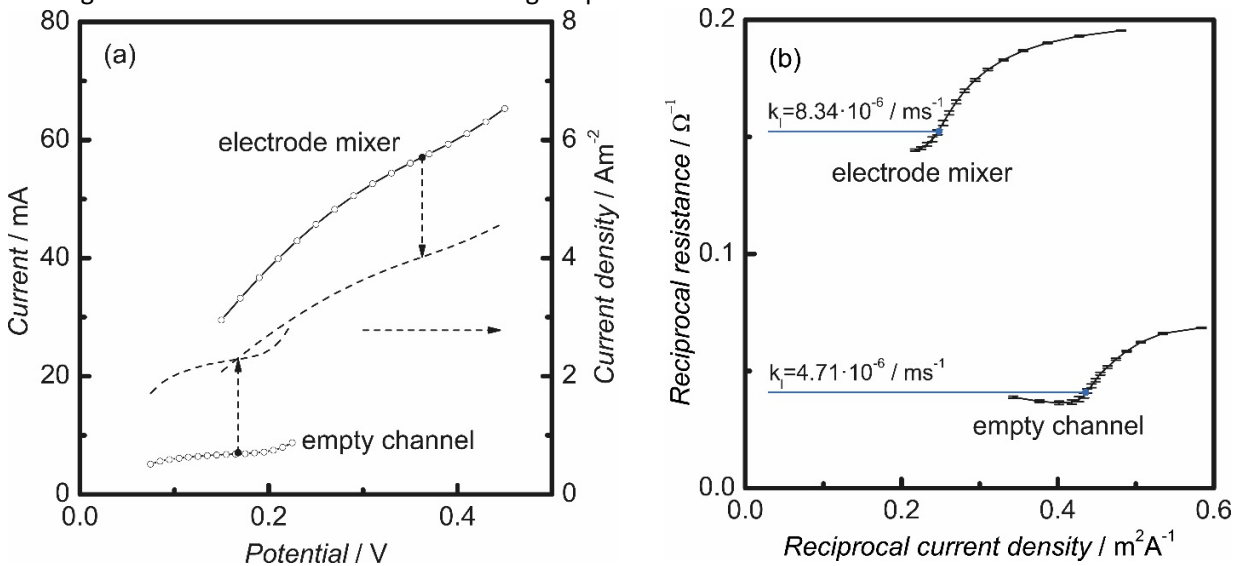 80
60
40
20
0
Current / mA
(a)
electrode mixer
empty channel
8
6
4
2
0
Current density / Am⁻²
0.0 0.2 0.4
Potential / V
0.2
0.1
0.0
Reciprocal resistance / Ω⁻¹
(b)
kₗ=8.34·10⁻⁶ / ms⁻¹
electrode mixer
kₗ=4.71·10⁻⁶ / ms⁻¹
empty channel
0.0 0.2 0.4 0.6
Reciprocal current density / m²A⁻¹